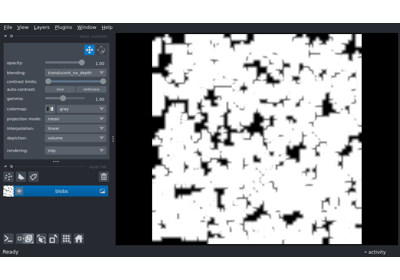 File View Layers Plugins Window Help
opacity: 1.00
blending: translucent_no_depth
contrast limits:
auto-contrast: once continuous
gamma: 1.00
colormap: gray
projection mode: mean
interpolation: linear
depiction: volume
rendering: mip
blobs
Ready activity